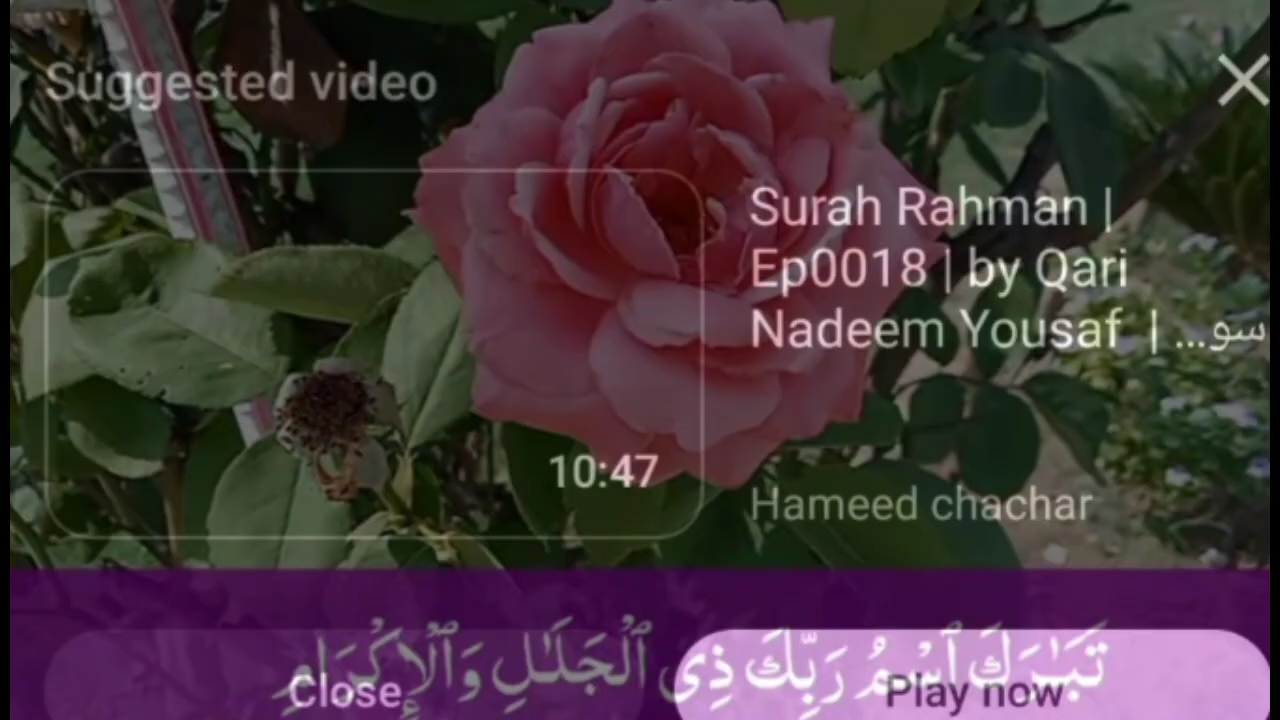 Suggested video
Surah Rahman |
Ep0018 | by Qari
Nadeem Yousaf | ...سو
10:47
Hameed chachar
تَبَـٰرَكَ ٱسْمُ رَبِّكَ ذِى ٱلْجَلَـٰلِ وَٱلْإِكْرَامِ
Close
Play now